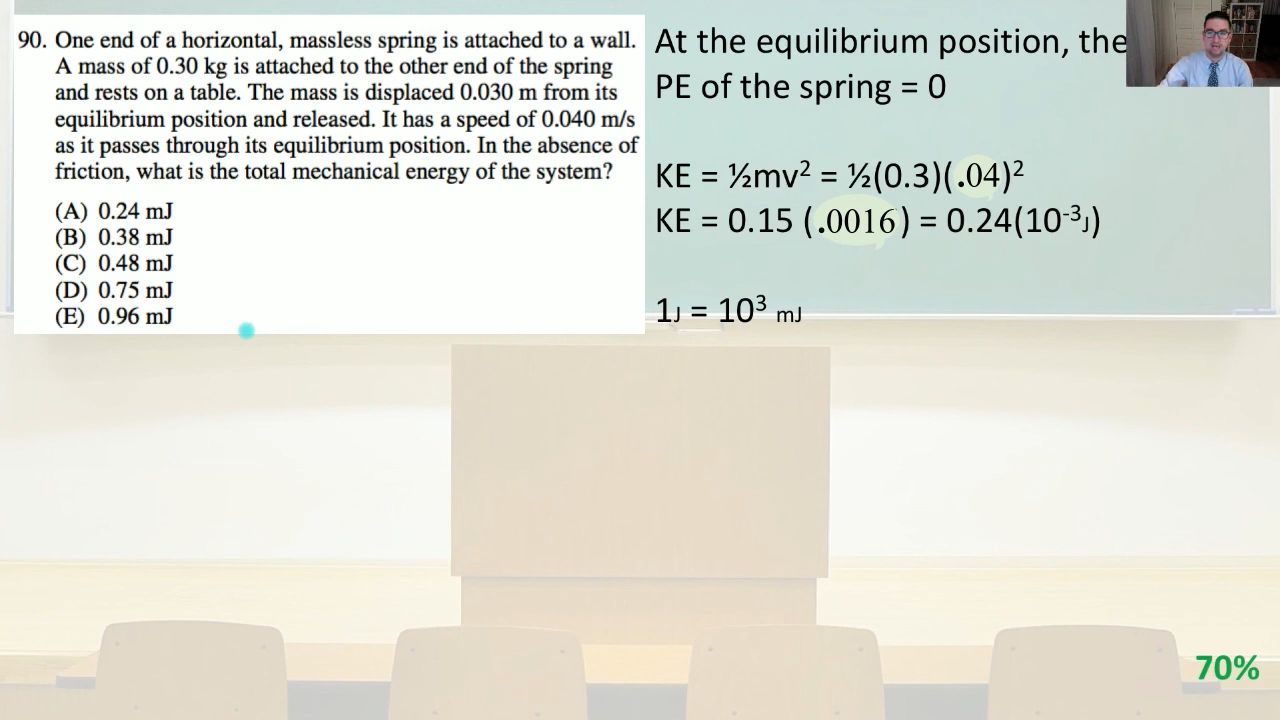 90. One end of a horizontal, massless spring is attached to a wall.
A mass of 0.30 kg is attached to the other end of the spring
and rests on a table. The mass is displaced 0.030 m from its
equilibrium position and released. It has a speed of 0.040 m/s
as it passes through its equilibrium position. In the absence of
friction, what is the total mechanical energy of the system?
(A) 0.24 mJ
(B) 0.38 mJ
(C) 0.48 mJ
(D) 0.75 mJ
(E) 0.96 mJ
At the equilibrium position, the
PE of the spring = 0
KE = ½mv² = ½(0.3)(.04)²
KE = 0.15 (.0016) = 0.24(10⁻³J)
1J = 10³ mJ
70%